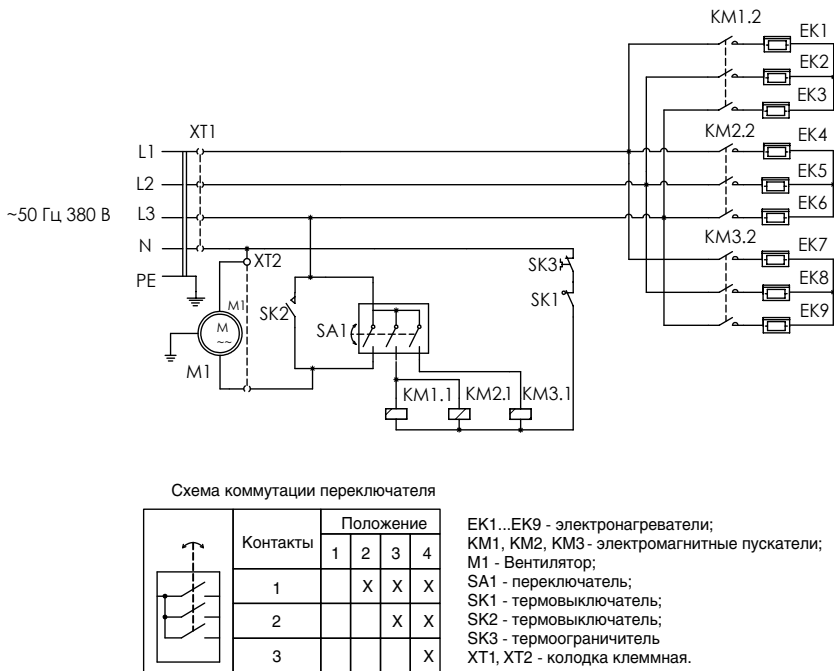 KM1.2
EK1
EK2
EK3
KM2.2
XT1
EK4
L1
EK5
L2
EK6
~50 Гц 380 В
L3
KM3.2
EK7
N
XT2
SK3
EK8
PE
SK1
M1
SK2
EK9
M
~~
SA1
M1
KM1.1
KM2.1
KM3.1
Схема коммутации переключателя
Контакты
Положение
1 2 3 4
1 X X X
2 X X
3 X
EK1...EK9 - электронагреватели;
KM1, KM2, KM3 - электромагнитные пускатели;
M1 - Вентилятор;
SA1 - переключатель;
SK1 - термовыключатель;
SK2 - термовыключатель;
SK3 - термоограничитель
XT1, XT2 - колодка клеммная.